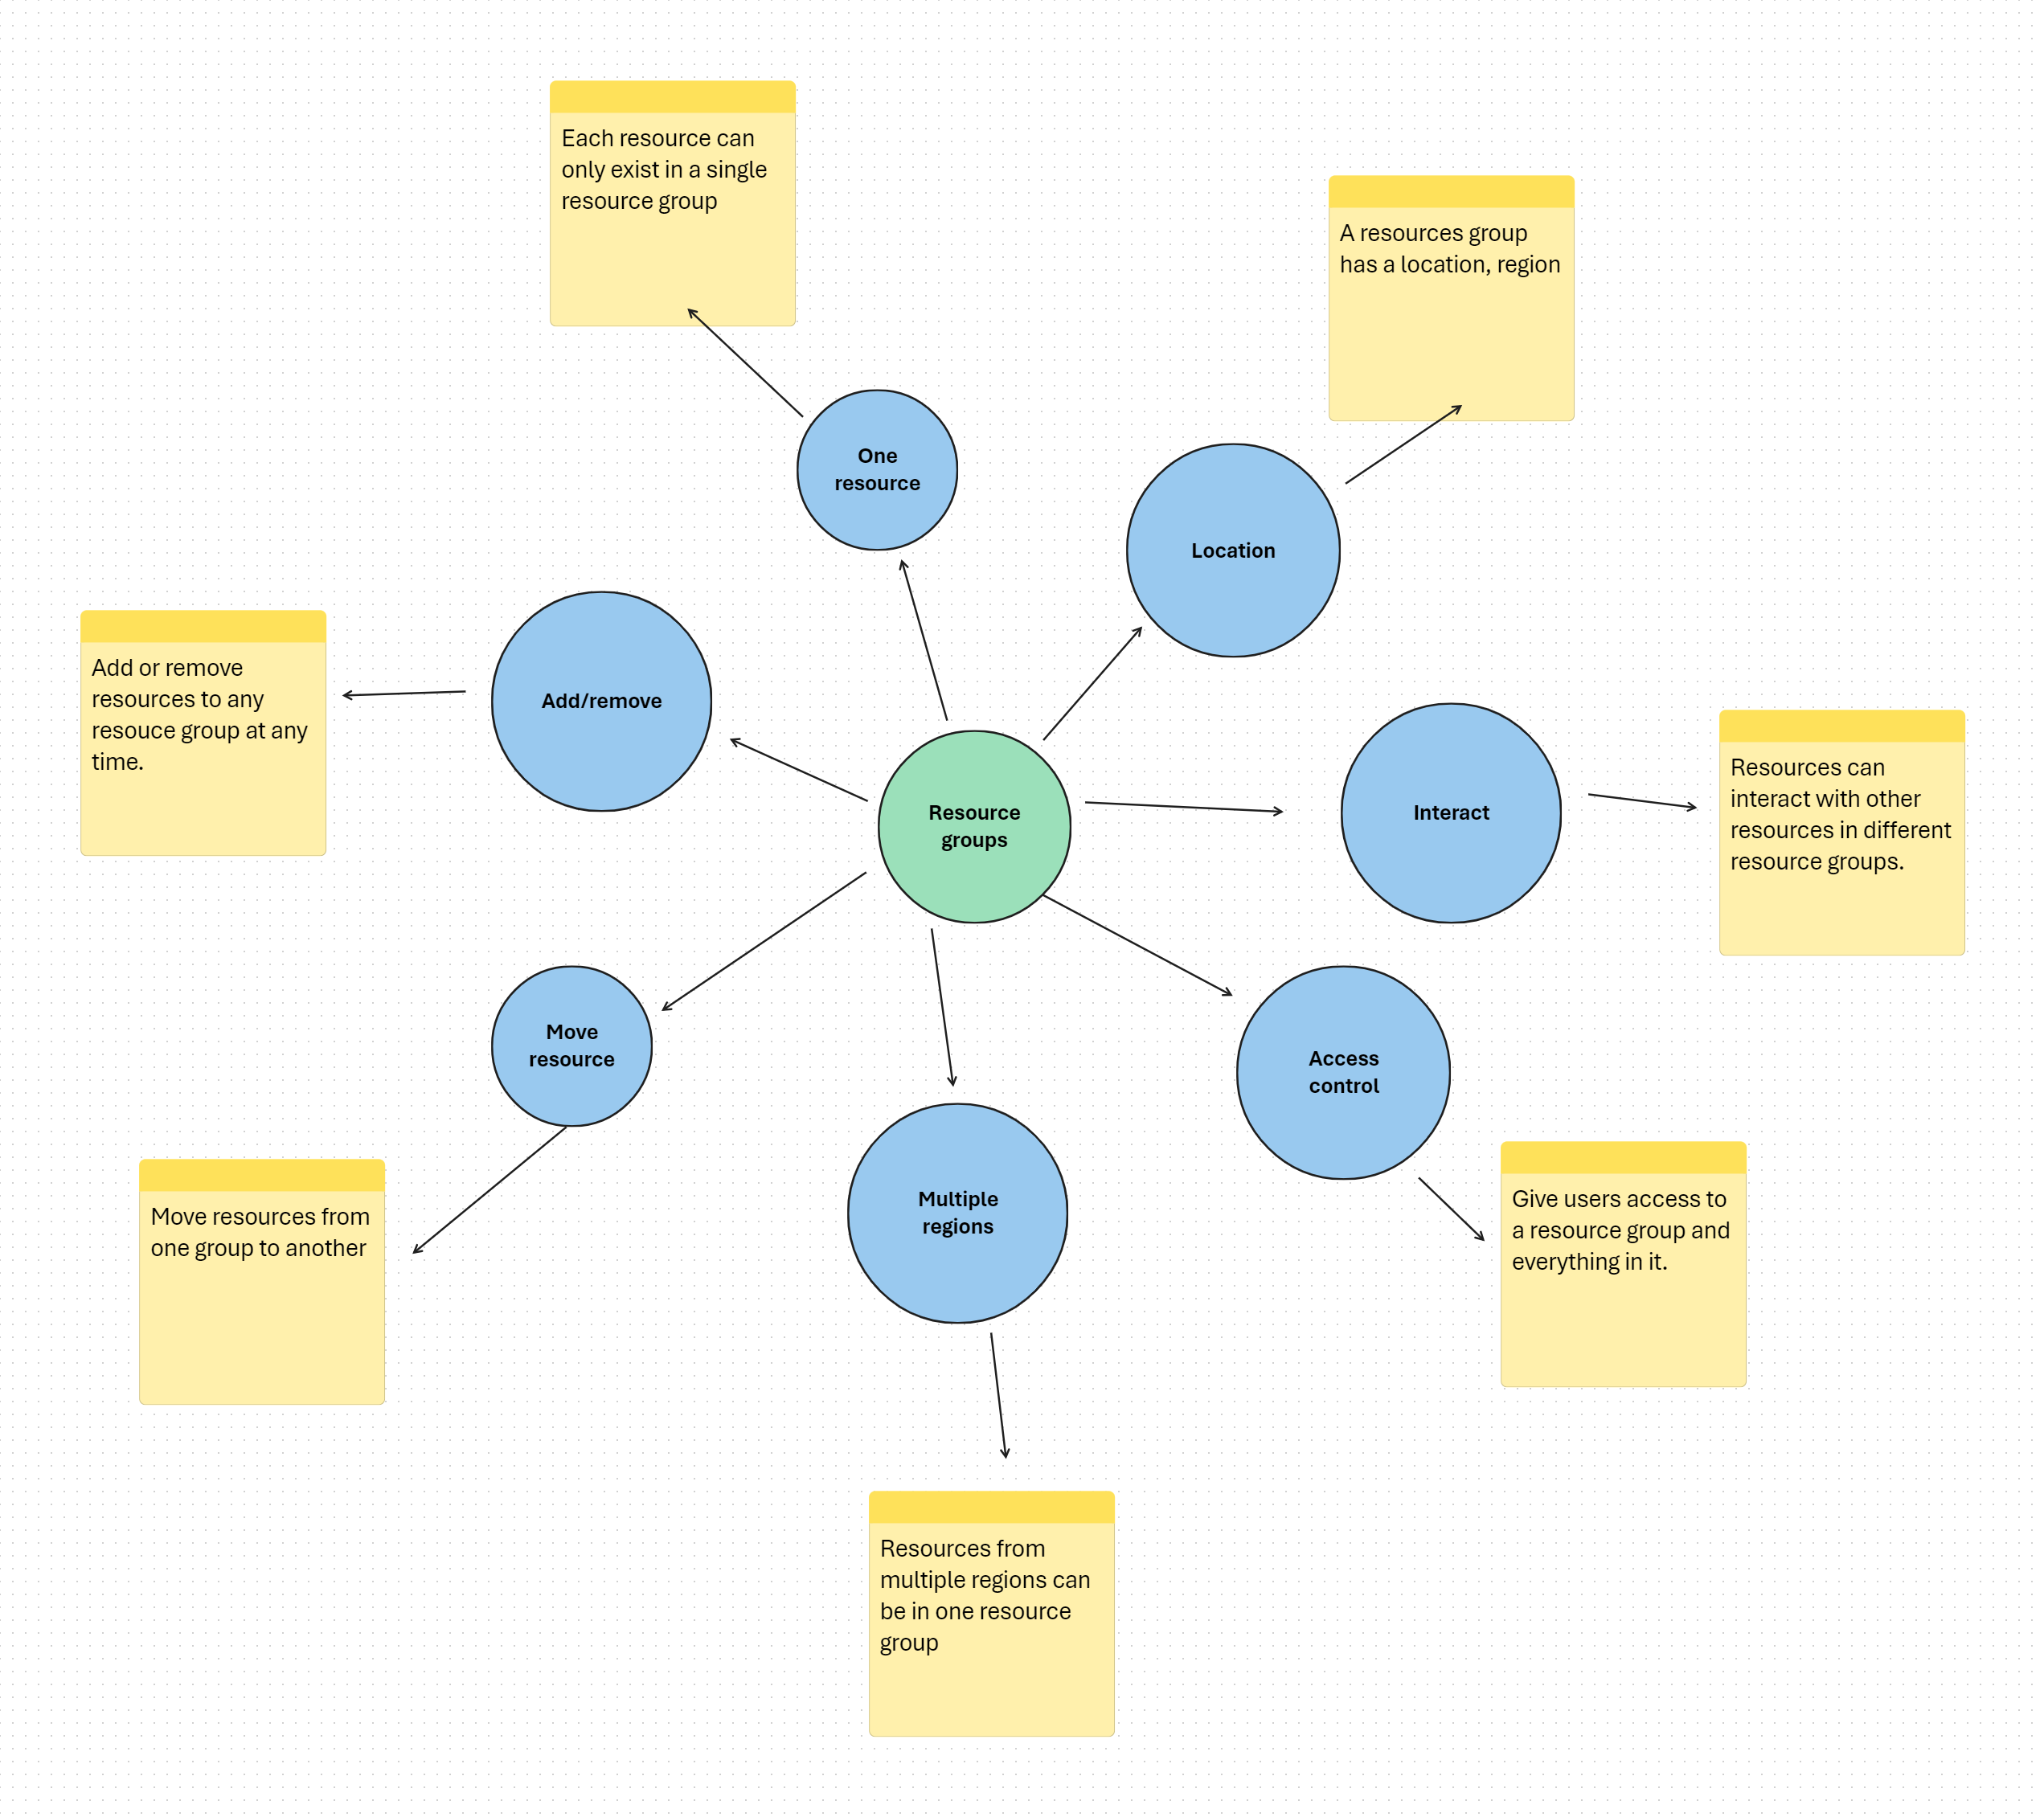 Each resource can
only exist in a single
resource group
A resources group
has a location, region
One
resource
Location
Add or remove
resources to any
resouce group at any
time.
Add/remove
Resource
groups
Interact
Resources can
interact with other
resources in different
resource groups.
Move
resource
Access
control
Move resources from
one group to another
Multiple
regions
Give users access to
a resource group and
everything in it.
Resources from
multiple regions can
be in one resource
group